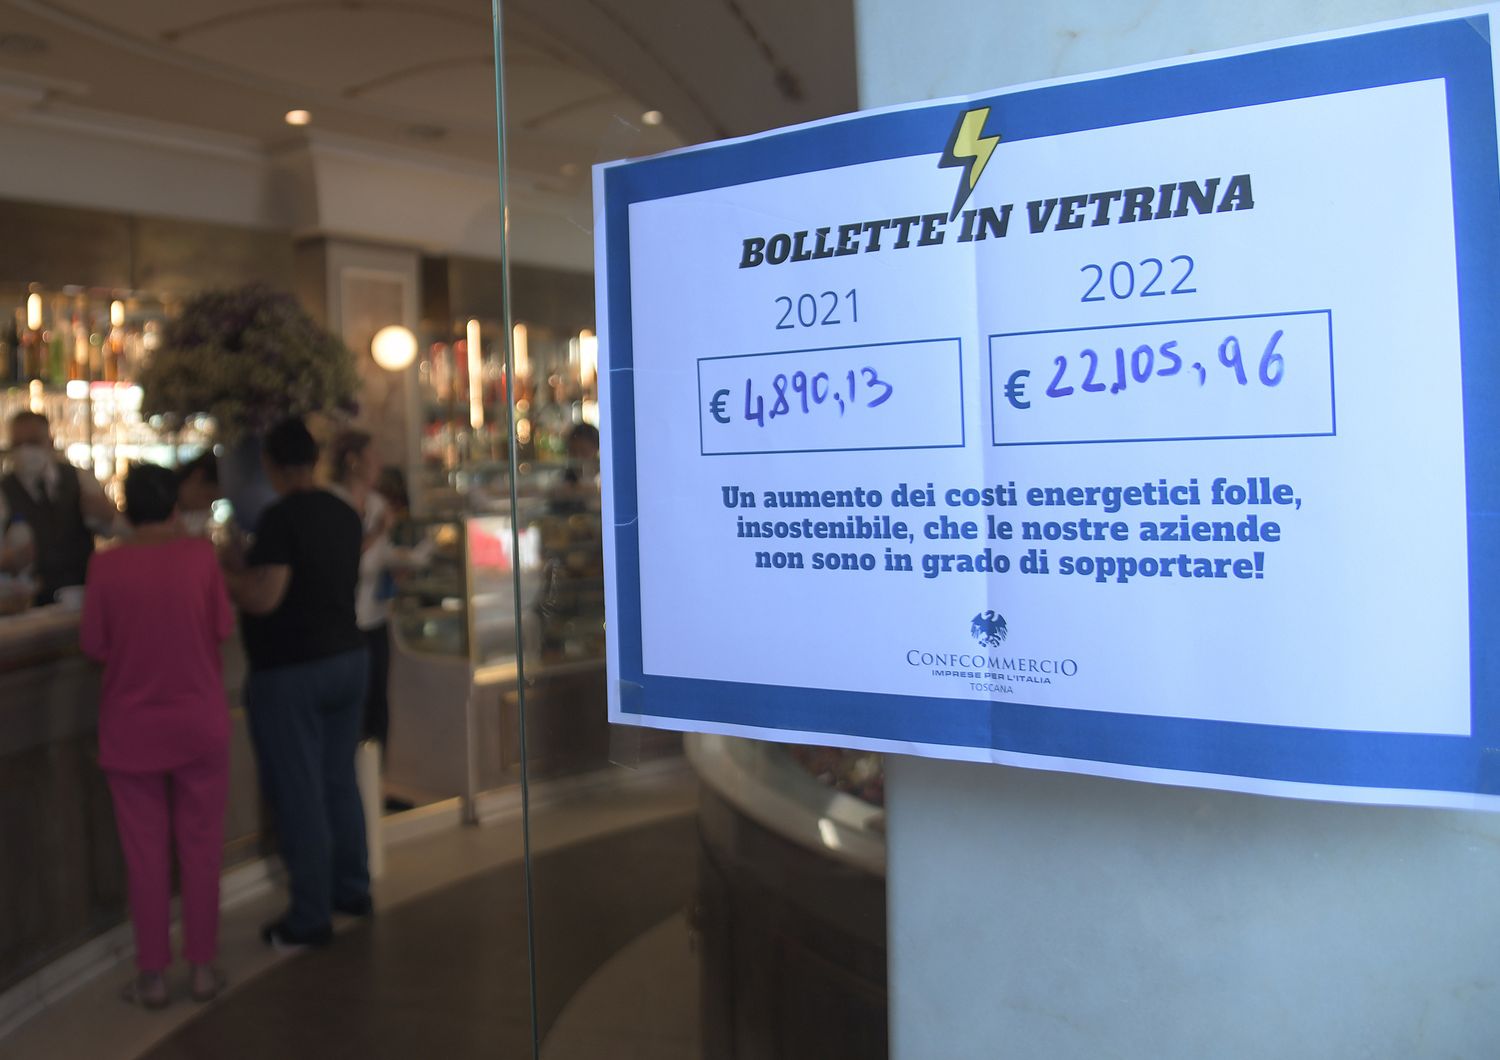 BOLLETTE IN VETRINA
2021
2022
€ 4.890,13
€ 22.105,96
Un aumento dei costi energetici folle,
insostenibile, che le nostre aziende
non sono in grado di sopportare!
CONFCOMMERCIO
IMPRESE PER L'ITALIA
TOSCANA